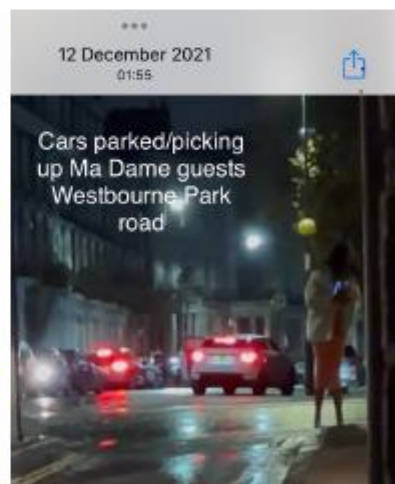 12 December 2021
01:55
Cars parked/picking
up Ma Dame guests
Westbourne Park
road